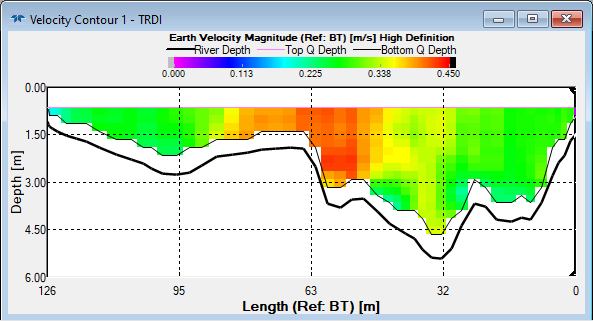 Velocity Contour 1 - TRDI
Earth Velocity Magnitude (Ref: BT) [m/s] High Definition
River Depth Top Q Depth Bottom Q Depth
0.000 0.113 0.225 0.338 0.450
0.00
1.50
3.00
4.50
6.00
Depth [m]
126 95 63 32 0
Length (Ref: BT) [m]